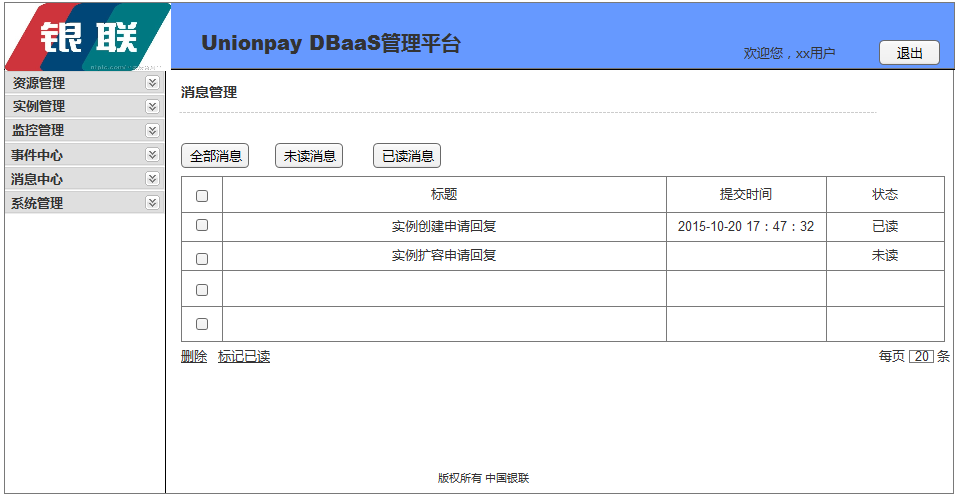 银联
Unionpay DBaaS管理平台
欢迎您，xx用户
退出
资源管理
实例管理
监控管理
事件中心
消息中心
系统管理
消息管理
全部消息 未读消息 已读消息
标题 提交时间 状态
实例创建申请回复 2015-10-20 17：47：32 已读
实例扩容申请回复 未读
删除 标记已读 每页 20 条
版权所有 中国银联